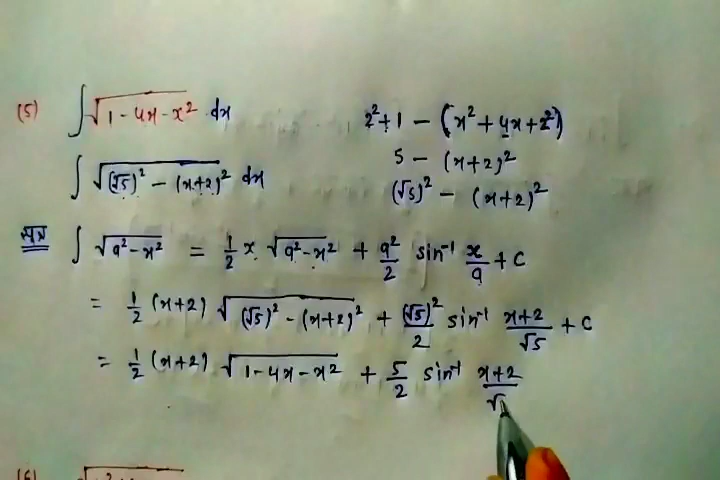 (5) ∫√(1 - 4x - x²) dx
2² + 1 - (x² + 4x + 2²)
5 - (x+2)²
∫ √((√5)² - (x+2)²) dx
(√5)² - (x+2)²
सूत्र ∫ √(a² - x²) = 1/2 x √(a² - x²) + a²/2 sin⁻¹ x/a + c
= 1/2 (x+2) √((√5)² - (x+2)²) + (√5)²/2 sin⁻¹ (x+2)/√5 + c
= 1/2 (x+2) √(1 - 4x - x²) + 5/2 sin⁻¹ (x+2)/√5